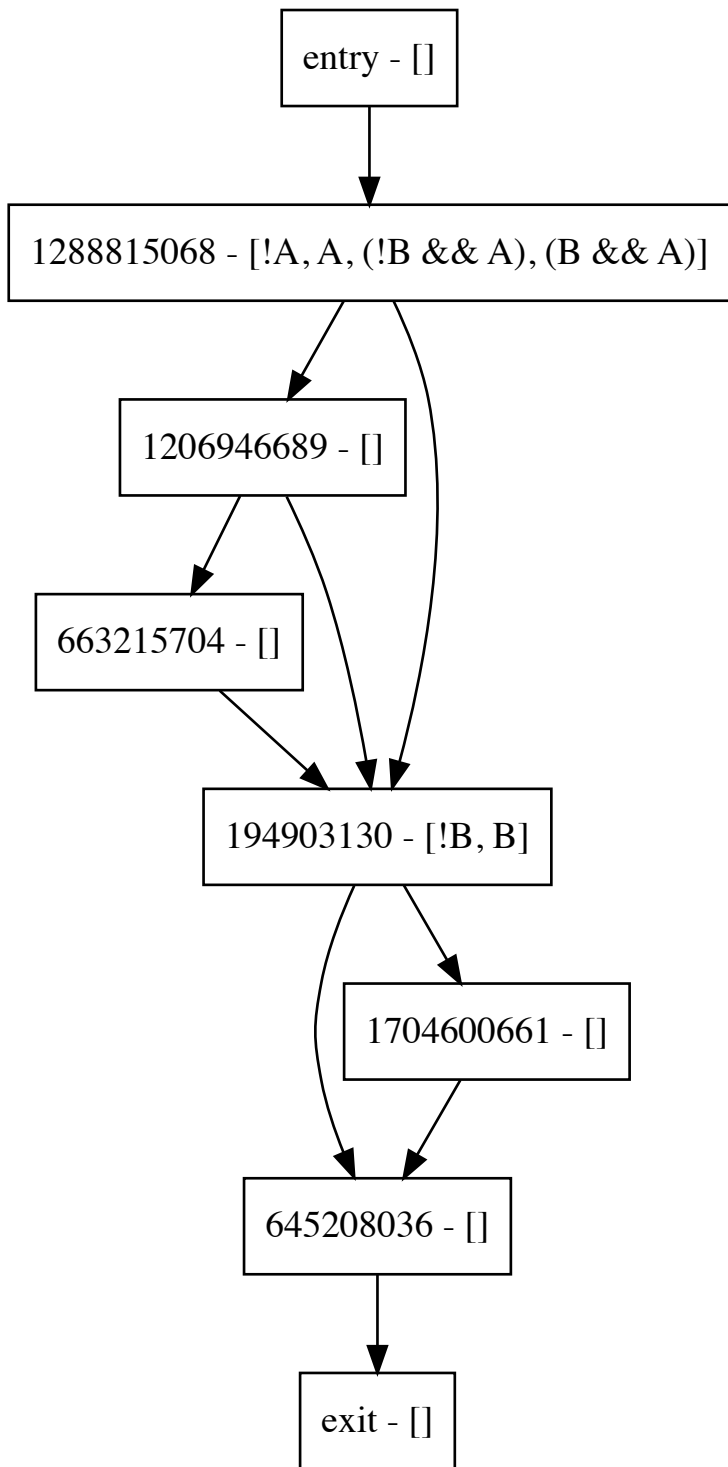 entry - []
1288815068 - [!A, A, (!B && A), (B && A)]
1206946689 - []
663215704 - []
194903130 - [!B, B]
1704600661 - []
645208036 - []
exit - []